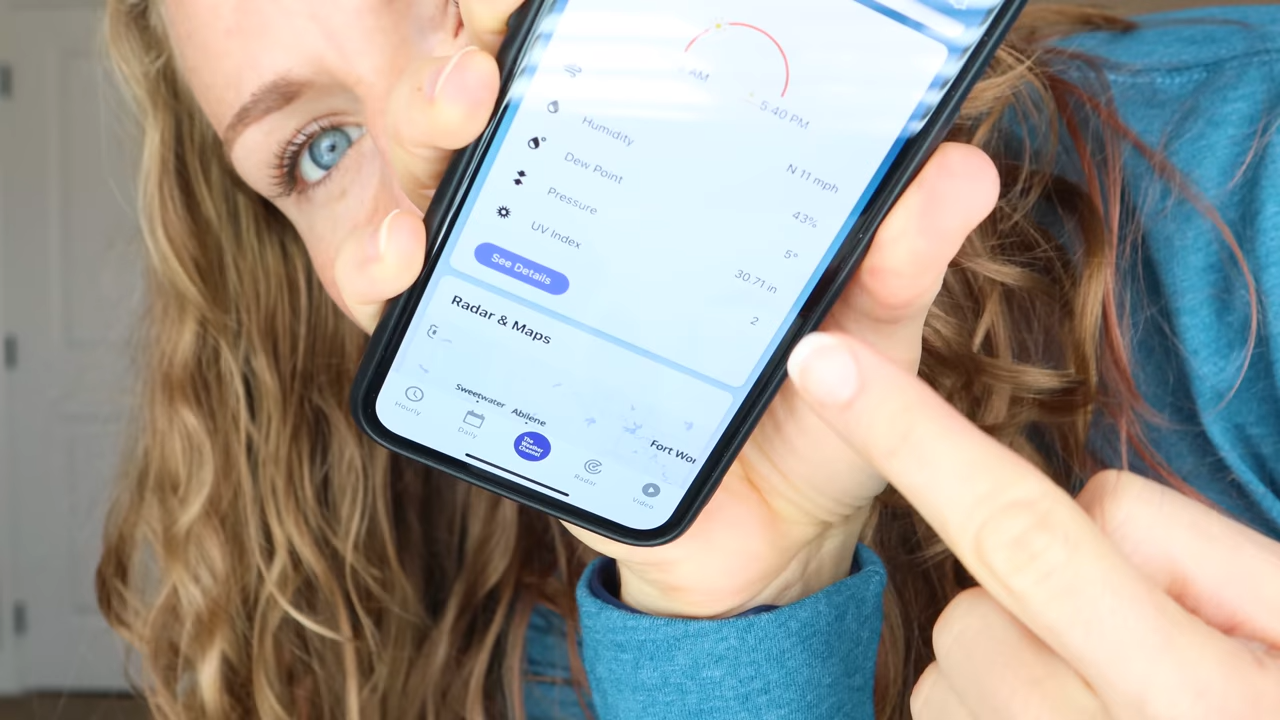 AM
5:40 PM
N 11 mph
Humidity
43%
Dew Point
5°
Pressure
30.71 in
UV Index
2
See Details
Radar & Maps
Sweetwater
Abilene
Fort Wor
Hourly
Daily
The
Weather
Channel
Radar
Video